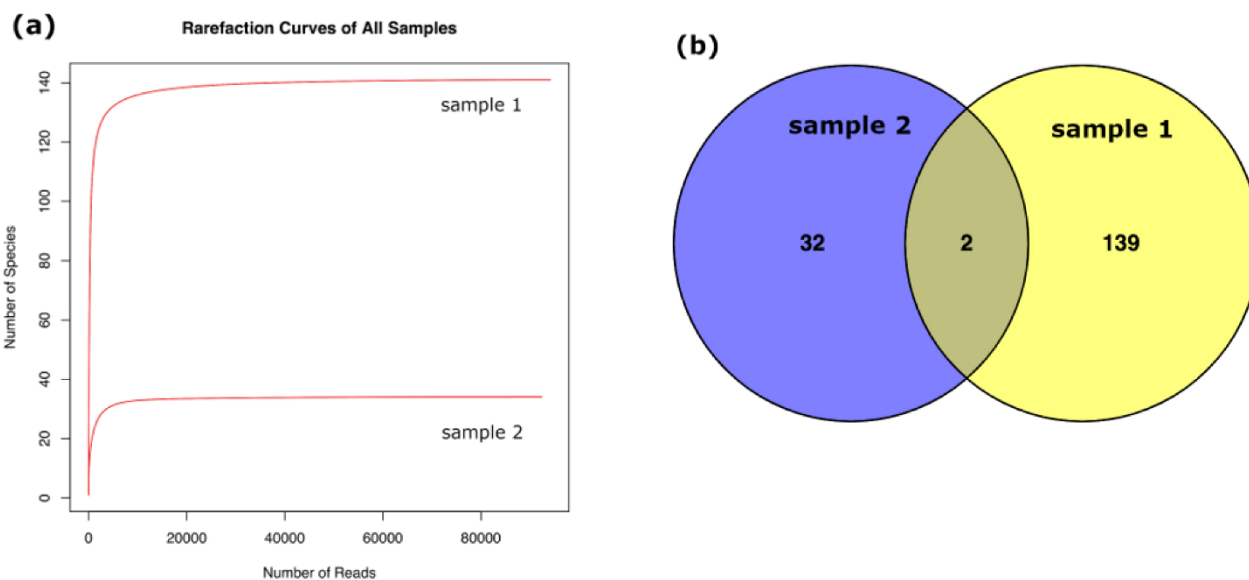 (a)
Rarefaction Curves of All Samples
Number of Species
140
120
100
80
60
40
20
0
sample 1
sample 2
0 20000 40000 60000 80000
Number of Reads
(b)
sample 2
sample 1
32
2
139